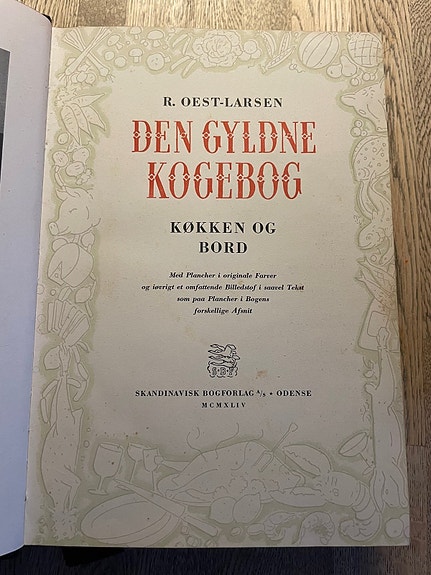 R. OEST-LARSEN
DEN GYLDNE
KOGEBOG
KØKKEN OG
BORD
Med Plancher i originale Farver
og iøvrigt et omfattende Billedstof i saavel Tekst
som paa Plancher i Bogens
forskellige Afsnit
S·B·F
SKANDINAVISK BOGFORLAG A/S • ODENSE
MCMXLIV